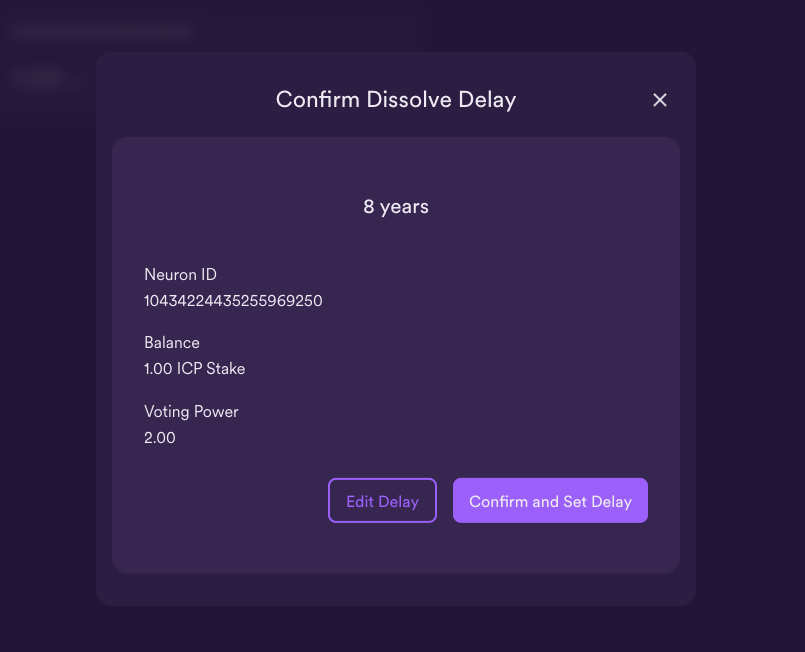 Confirm Dissolve Delay
8 years
Neuron ID
10434224435255969250
Balance
1.00 ICP Stake
Voting Power
2.00
Edit Delay
Confirm and Set Delay